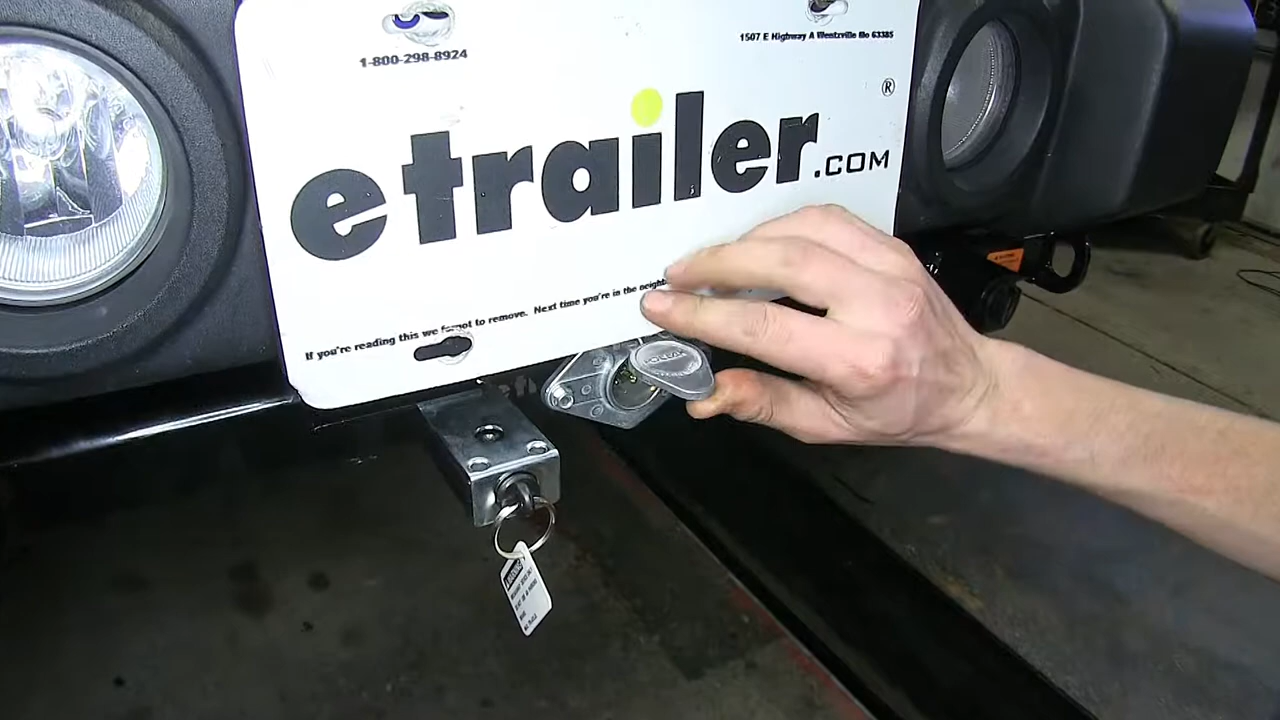 1-800-298-8924
1507 E Highway A Wentzville Mo 63385
etrailer.com®
If you're reading this we forgot to remove. Next time you're in the
POLLAK